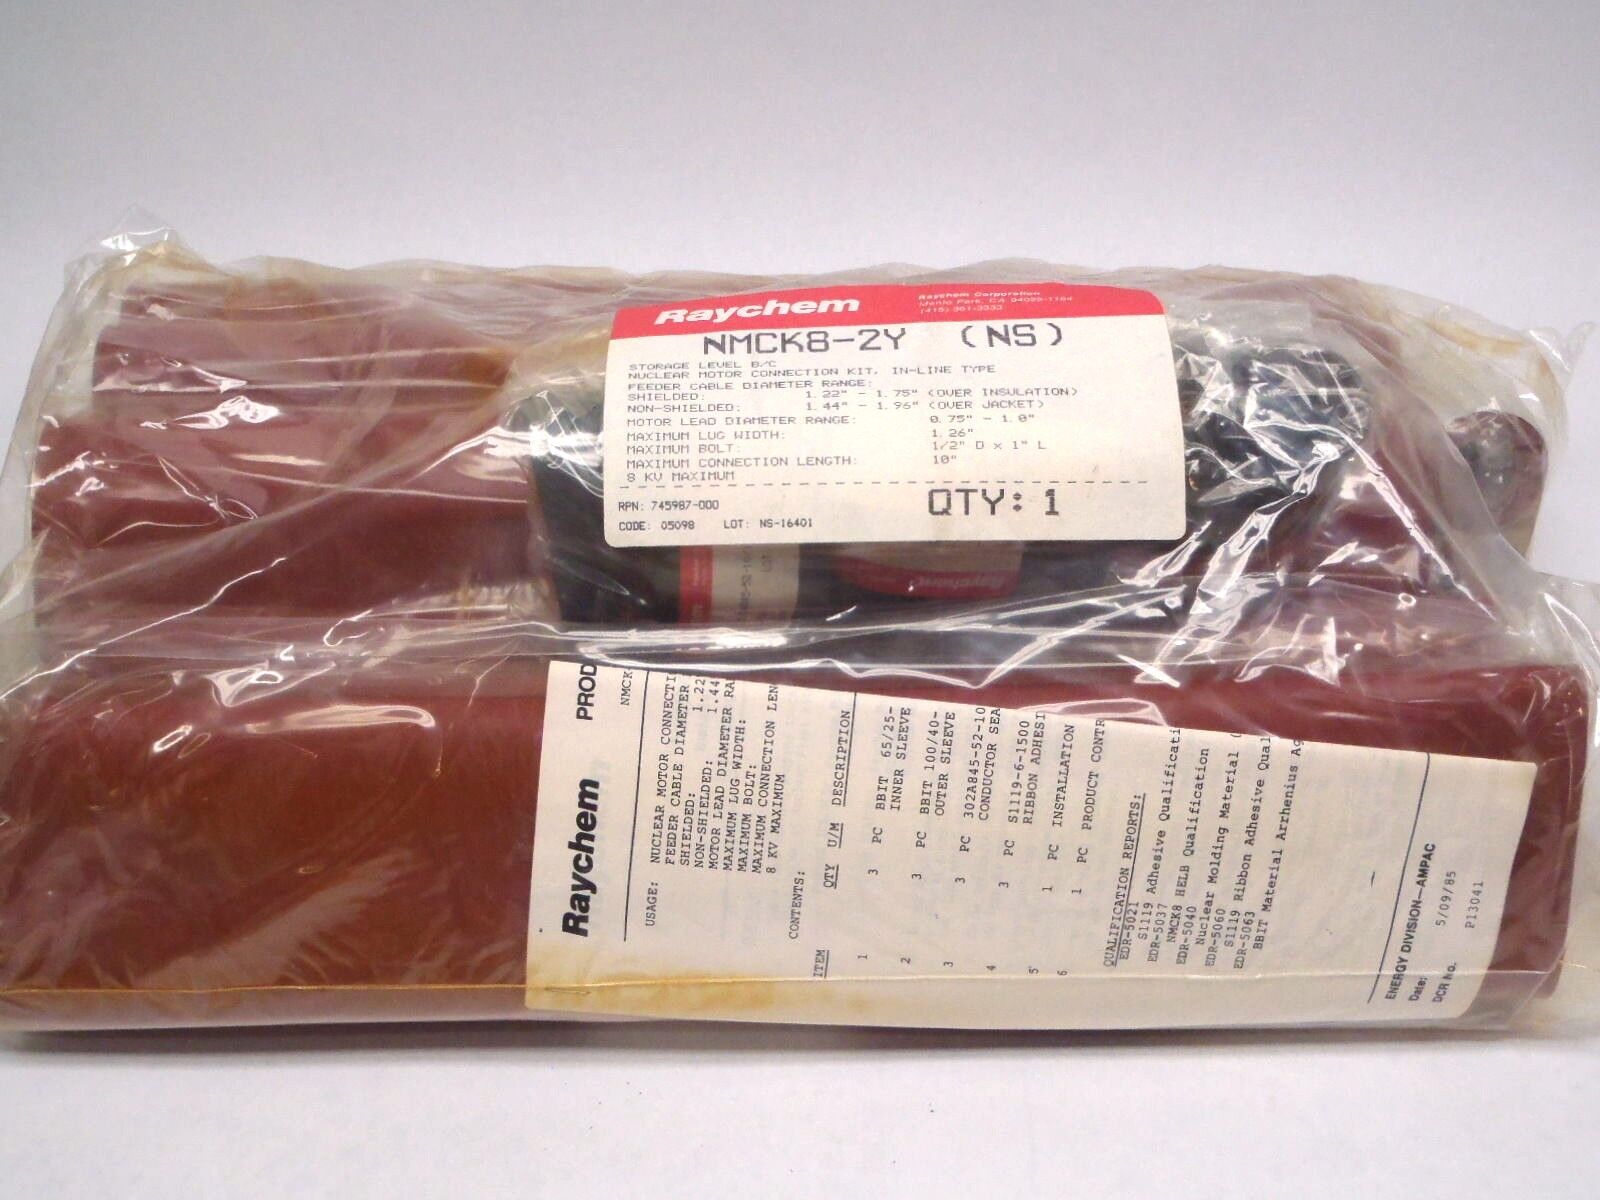 Raychem
Raychem Corporation
Menlo Park, CA 94025-1164
(415) 361-3333
NMCK8-2Y (NS)
STORAGE LEVEL B/C
NUCLEAR MOTOR CONNECTION KIT, IN-LINE TYPE
FEEDER CABLE DIAMETER RANGE:
SHIELDED: 1.22" - 1.75" (OVER INSULATION)
NON-SHIELDED: 1.44" - 1.96" (OVER JACKET)
MOTOR LEAD DIAMETER RANGE: 0.75" - 1.0"
MAXIMUM LUG WIDTH: 1.26"
MAXIMUM BOLT: 1/2" D x 1" L
MAXIMUM CONNECTION LENGTH: 10"
8 KV MAXIMUM
RPN: 745987-000
QTY: 1
CODE: 05098 LOT: NS-16401
Raychem
LOT
Raychem PROD
NMCK
USAGE: NUCLEAR MOTOR CONNECTI
FEEDER CABLE DIAMETER
SHIELDED: 1.22
NON-SHIELDED: 1.44
MOTOR LEAD DIAMETER RA
MAXIMUM LUG WIDTH:
MAXIMUM BOLT:
MAXIMUM CONNECTION LEN
8 KV MAXIMUM
CONTENTS:
ITEM QTY U/M DESCRIPTION
1 3 PC BBIT 65/25-
INNER SLEEVE
2 3 PC BBIT 100/40-
OUTER SLEEVE
3 3 PC 302A845-52-10
CONDUCTOR SEA
4 3 PC S1119-6-1500
RIBBON ADHESI
5 1 PC INSTALLATION
6 1 PC PRODUCT CONTR
QUALIFICATION REPORTS:
EDR-5021
S1119 Adhesive Qualificati
EDR-5037
NMCK8 HELB Qualification
EDR-5040
Nuclear Molding Material
EDR-5060
S1119 Ribbon Adhesive Qual
EDR-5063
BBIT Material Arrhenius Ag
ENERGY DIVISION—AMPAC
Date: 5/09/85
DCR No. P13041